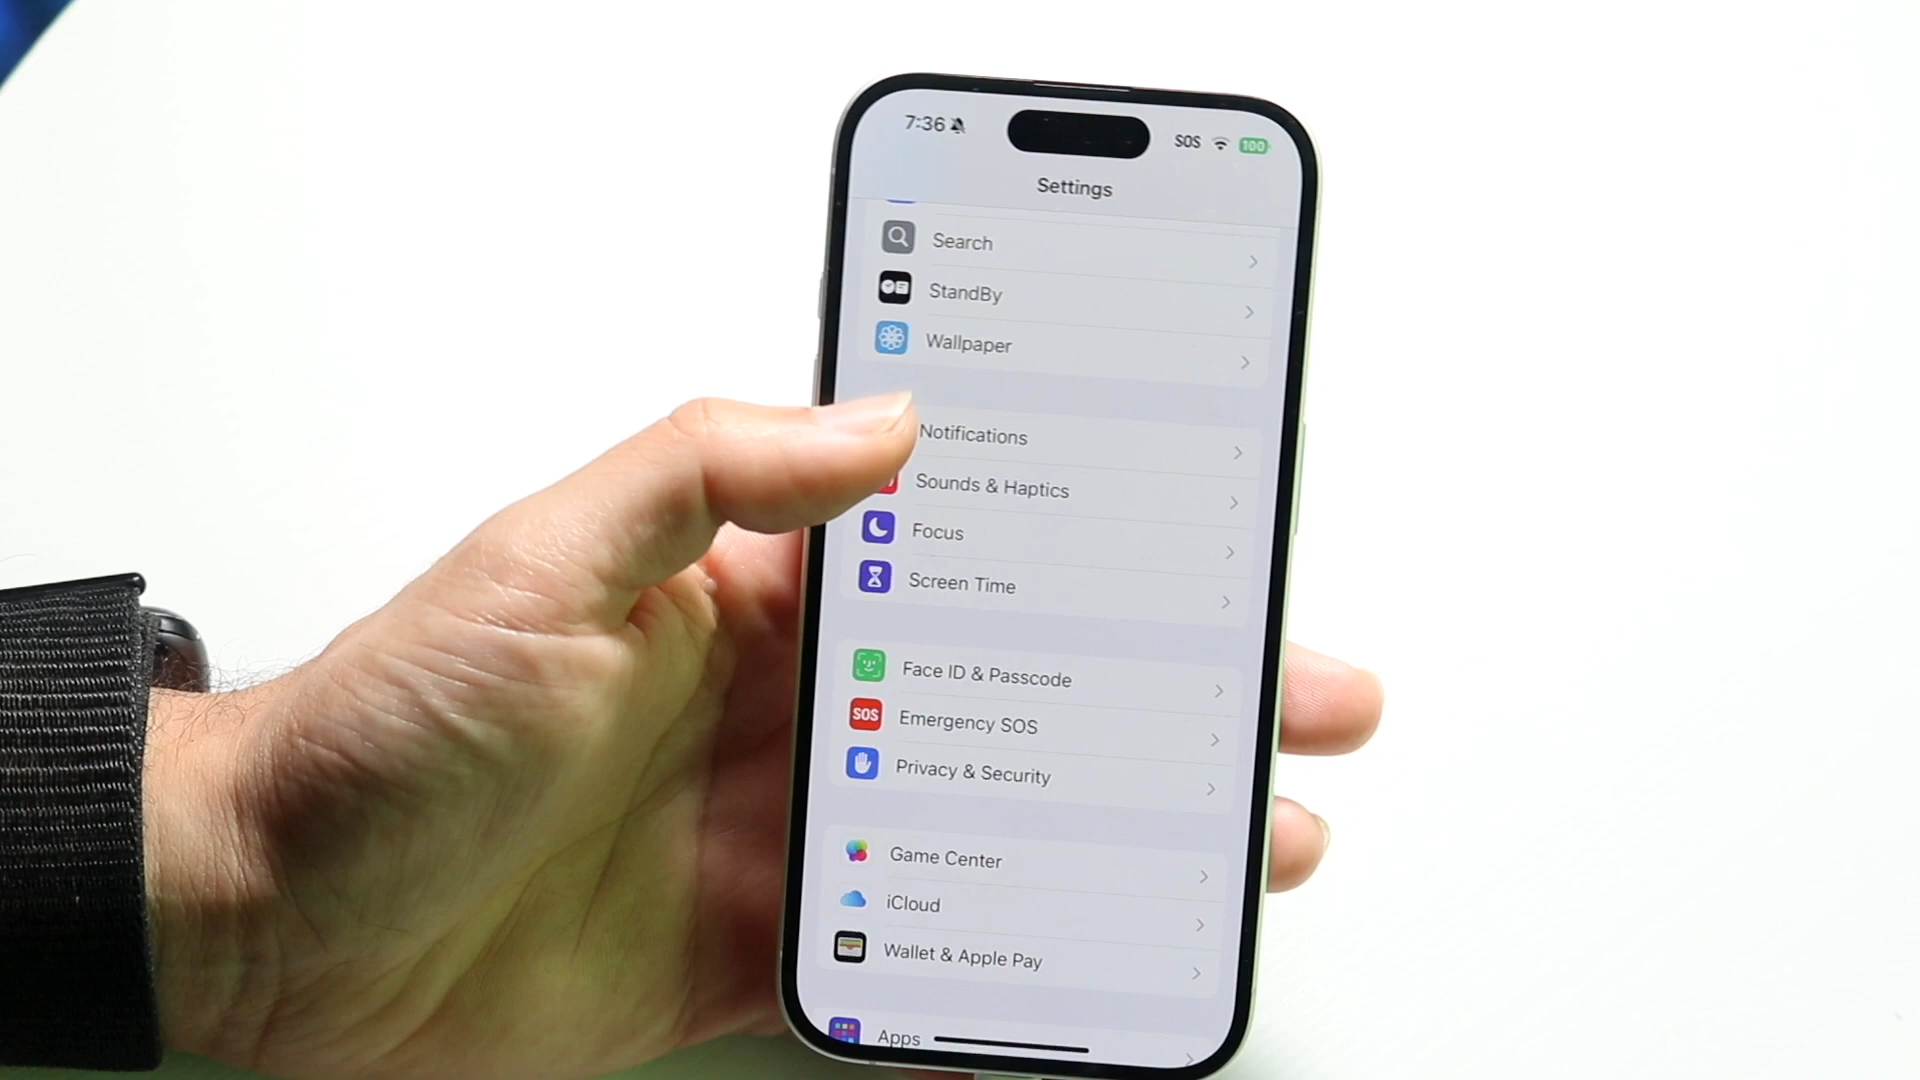 7:36 SOS 100
Settings
Search
StandBy
Wallpaper
Notifications
Sounds & Haptics
Focus
Screen Time
Face ID & Passcode
SOS Emergency SOS
Privacy & Security
Game Center
iCloud
Wallet & Apple Pay
Apps